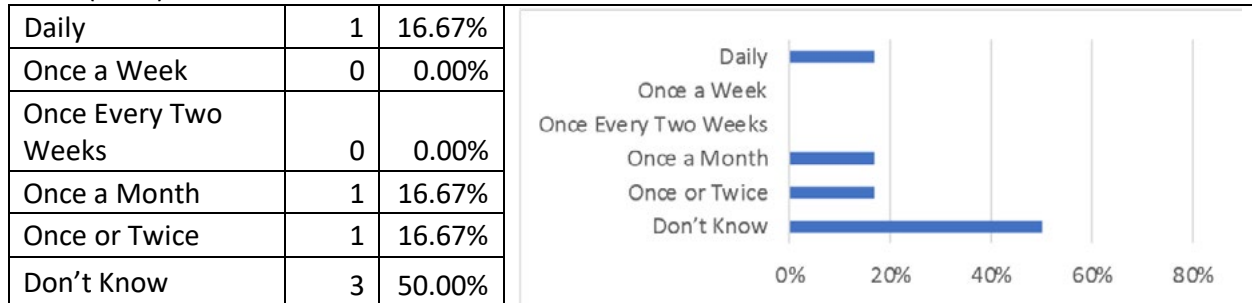 Daily 1 16.67%
Once a Week 0 0.00%
Once Every Two
Weeks 0 0.00%
Once a Month 1 16.67%
Once or Twice 1 16.67%
Don’t Know 3 50.00%
Daily
Once a Week
Once Every Two Weeks
Once a Month
Once or Twice
Don’t Know
0% 20% 40% 60% 80%